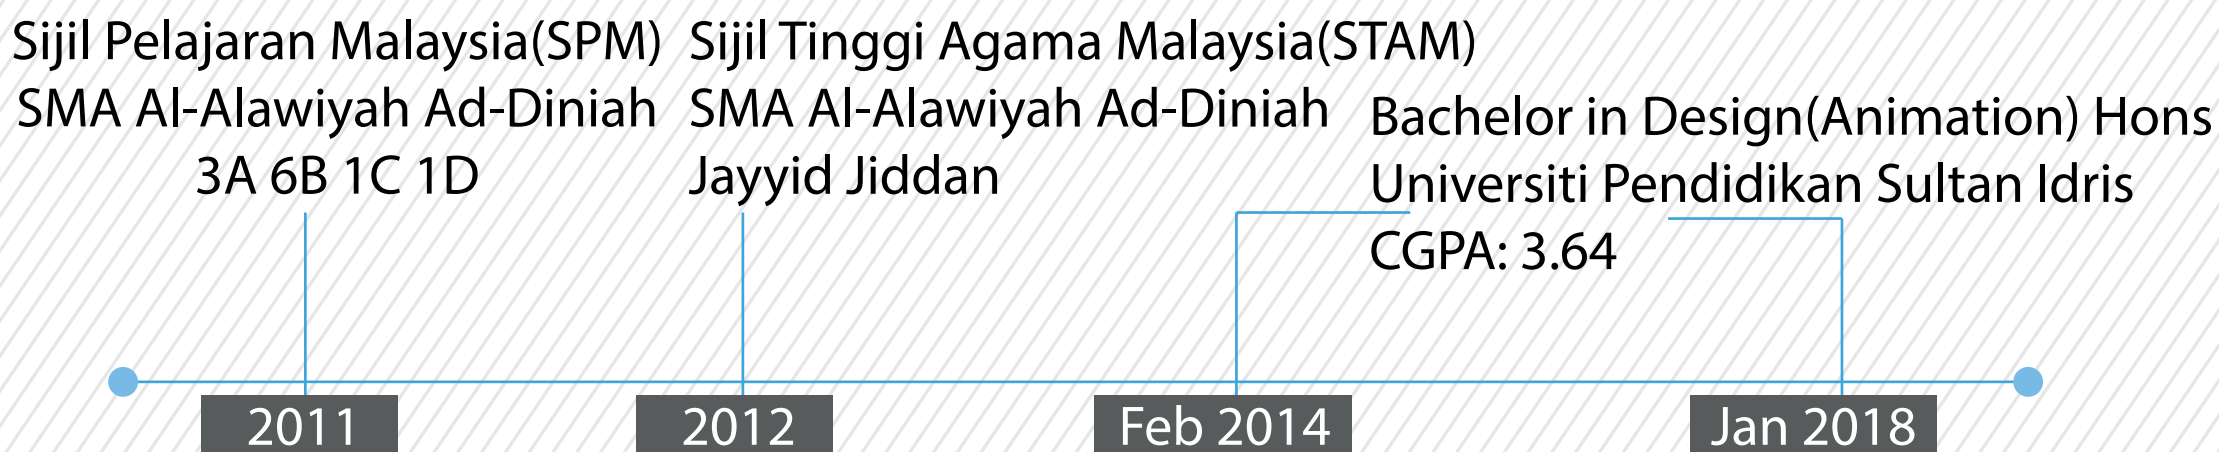 Sijil Pelajaran Malaysia(SPM)
SMA Al-Alawiyah Ad-Diniah
3A 6B 1C 1D
Sijil Tinggi Agama Malaysia(STAM)
SMA Al-Alawiyah Ad-Diniah
Jayyid Jiddan
Bachelor in Design(Animation) Hons
Universiti Pendidikan Sultan Idris
CGPA: 3.64
2011
2012
Feb 2014
Jan 2018